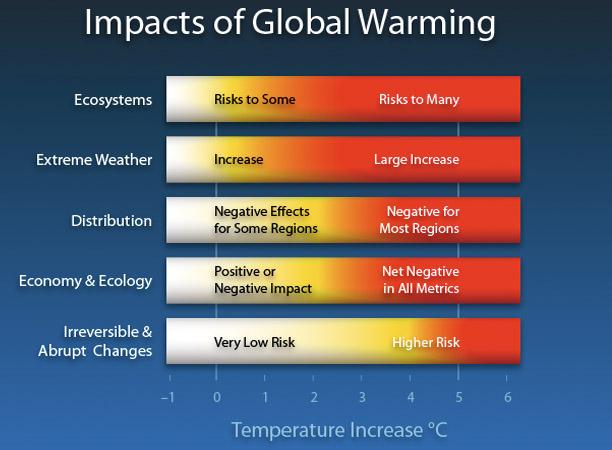 Impacts of Global Warming
Ecosystems
Risks to Some
Risks to Many
Extreme Weather
Increase
Large Increase
Distribution
Negative Effects
for Some Regions
Negative for
Most Regions
Economy & Ecology
Positive or
Negative Impact
Net Negative
in All Metrics
Irreversible &
Abrupt Changes
Very Low Risk
Higher Risk
–1 0 1 2 3 4 5 6
Temperature Increase °C